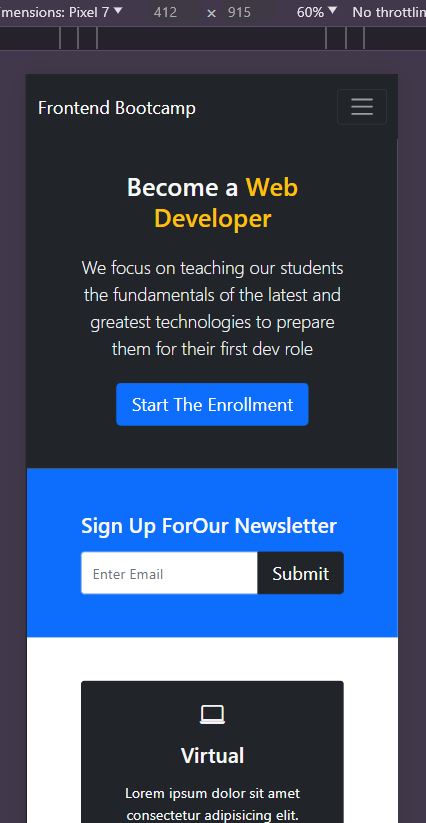 mensions: Pixel 7 412 × 915 60% No throttlin
Frontend Bootcamp
Become a Web
Developer
We focus on teaching our students
the fundamentals of the latest and
greatest technologies to prepare
them for their first dev role
Start The Enrollment
Sign Up ForOur Newsletter
Enter Email Submit
Virtual
Lorem ipsum dolor sit amet
consectetur adipisicing elit.